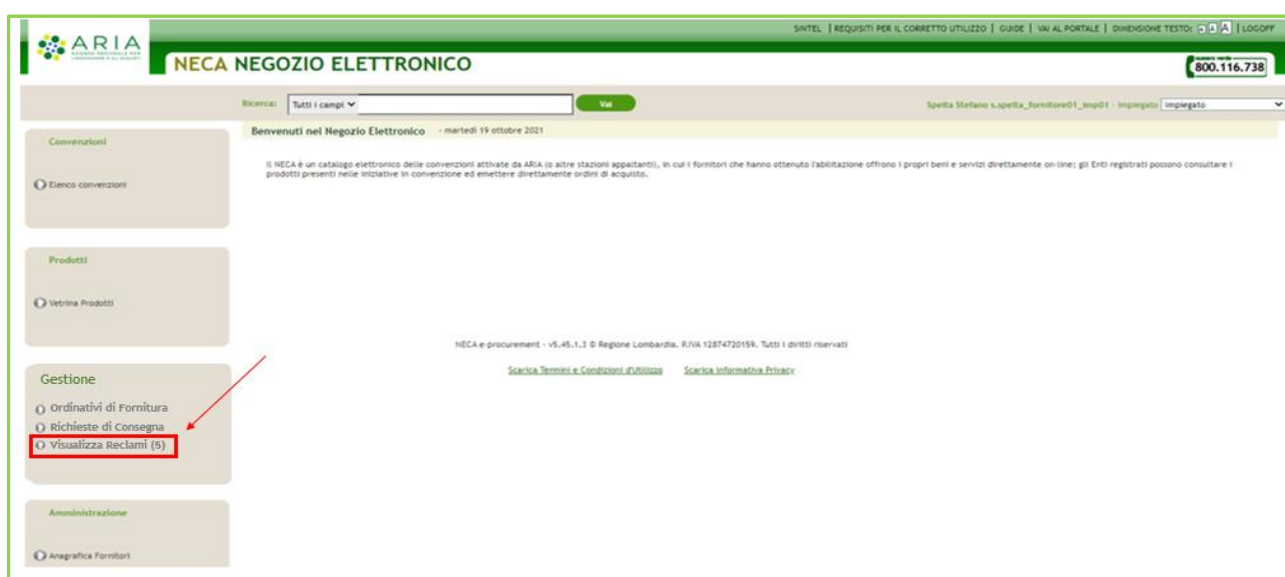 SINTEL | REQUISITI PER IL CORRETTO UTILIZZO | GUIDE | VAI AL PORTALE | DIMENSIONE TESTO: A A A | LOGOFF
ARIA
NECA NEGOZIO ELETTRONICO
numero verde
800.116.738
Ricerca: Tutti i campi Vai Spelta Stefano s.spelta_fornitore01_imp01 - impiegato Impiegato
Benvenuti nel Negozio Elettronico - martedì 19 ottobre 2021
Il NECA è un catalogo elettronico delle convenzioni attivate da ARIA (o altre stazioni appaltanti), in cui i fornitori che hanno ottenuto l'abilitazione offrono i propri beni e servizi direttamente on-line; gli Enti registrati possono consultare i
prodotti presenti nelle iniziative in convenzione ed emettere direttamente ordini di acquisto.
Convenzioni
Elenco convenzioni
Prodotti
Vetrina Prodotti
Gestione
Ordinativi di Fornitura
Richieste di Consegna
Visualizza Reclami (5)
Amministrazione
Anagrafica Fornitori
NECA e-procurement - v5.45.1.3 © Regione Lombardia. P.IVA 12874720159. Tutti i diritti riservati
Scarica Termini e Condizioni d'Utilizzo Scarica Informativa Privacy